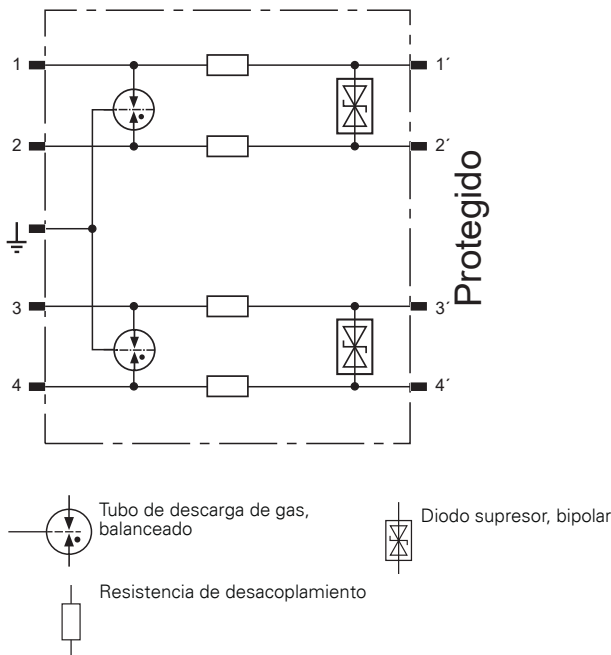 1
1´
2
2´
Protegido
3
3´
4
4´
Tubo de descarga de gas,
balanceado
Diodo supresor, bipolar
Resistencia de desacoplamiento